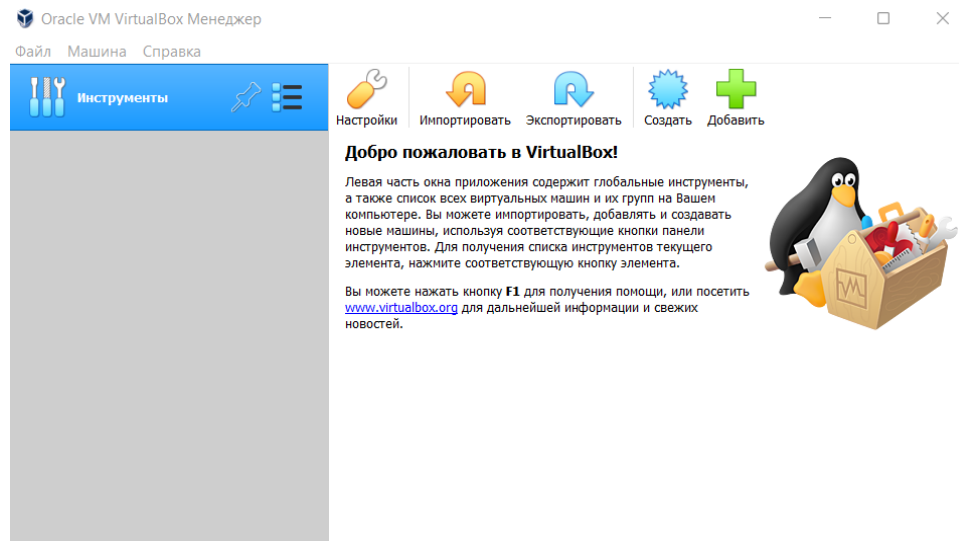 Oracle VM VirtualBox Менеджер
Файл Машина Справка
Инструменты
Настройки Импортировать Экспортировать Создать Добавить
Добро пожаловать в VirtualBox!
Левая часть окна приложения содержит глобальные инструменты,
а также список всех виртуальных машин и их групп на Вашем
компьютере. Вы можете импортировать, добавлять и создавать
новые машины, используя соответствующие кнопки панели
инструментов. Для получения списка инструментов текущего
элемента, нажмите соответствующую кнопку элемента.
Вы можете нажать кнопку F1 для получения помощи, или посетить
www.virtualbox.org для дальнейшей информации и свежих
новостей.